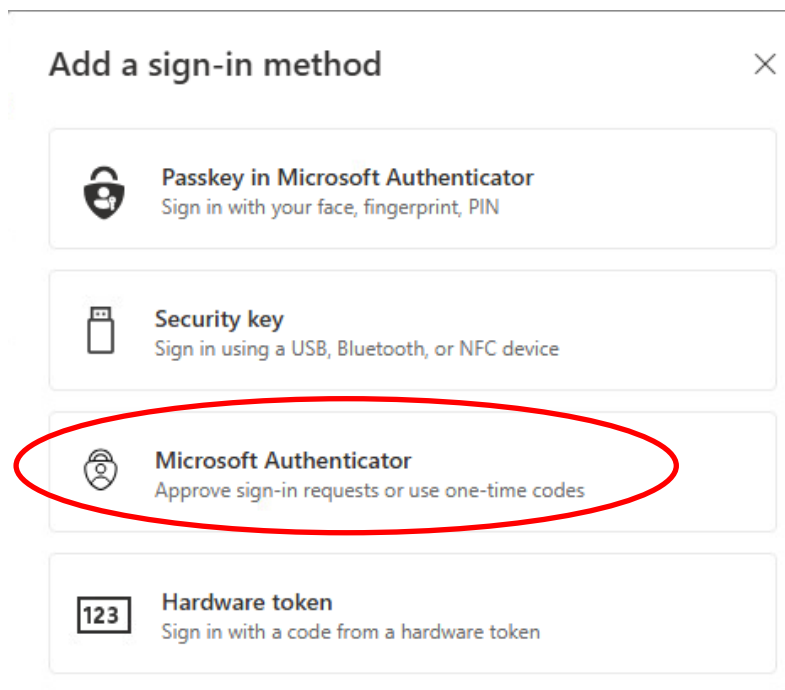 Add a sign-in method
Passkey in Microsoft Authenticator
Sign in with your face, fingerprint, PIN
Security key
Sign in using a USB, Bluetooth, or NFC device
Microsoft Authenticator
Approve sign-in requests or use one-time codes
123
Hardware token
Sign in with a code from a hardware token